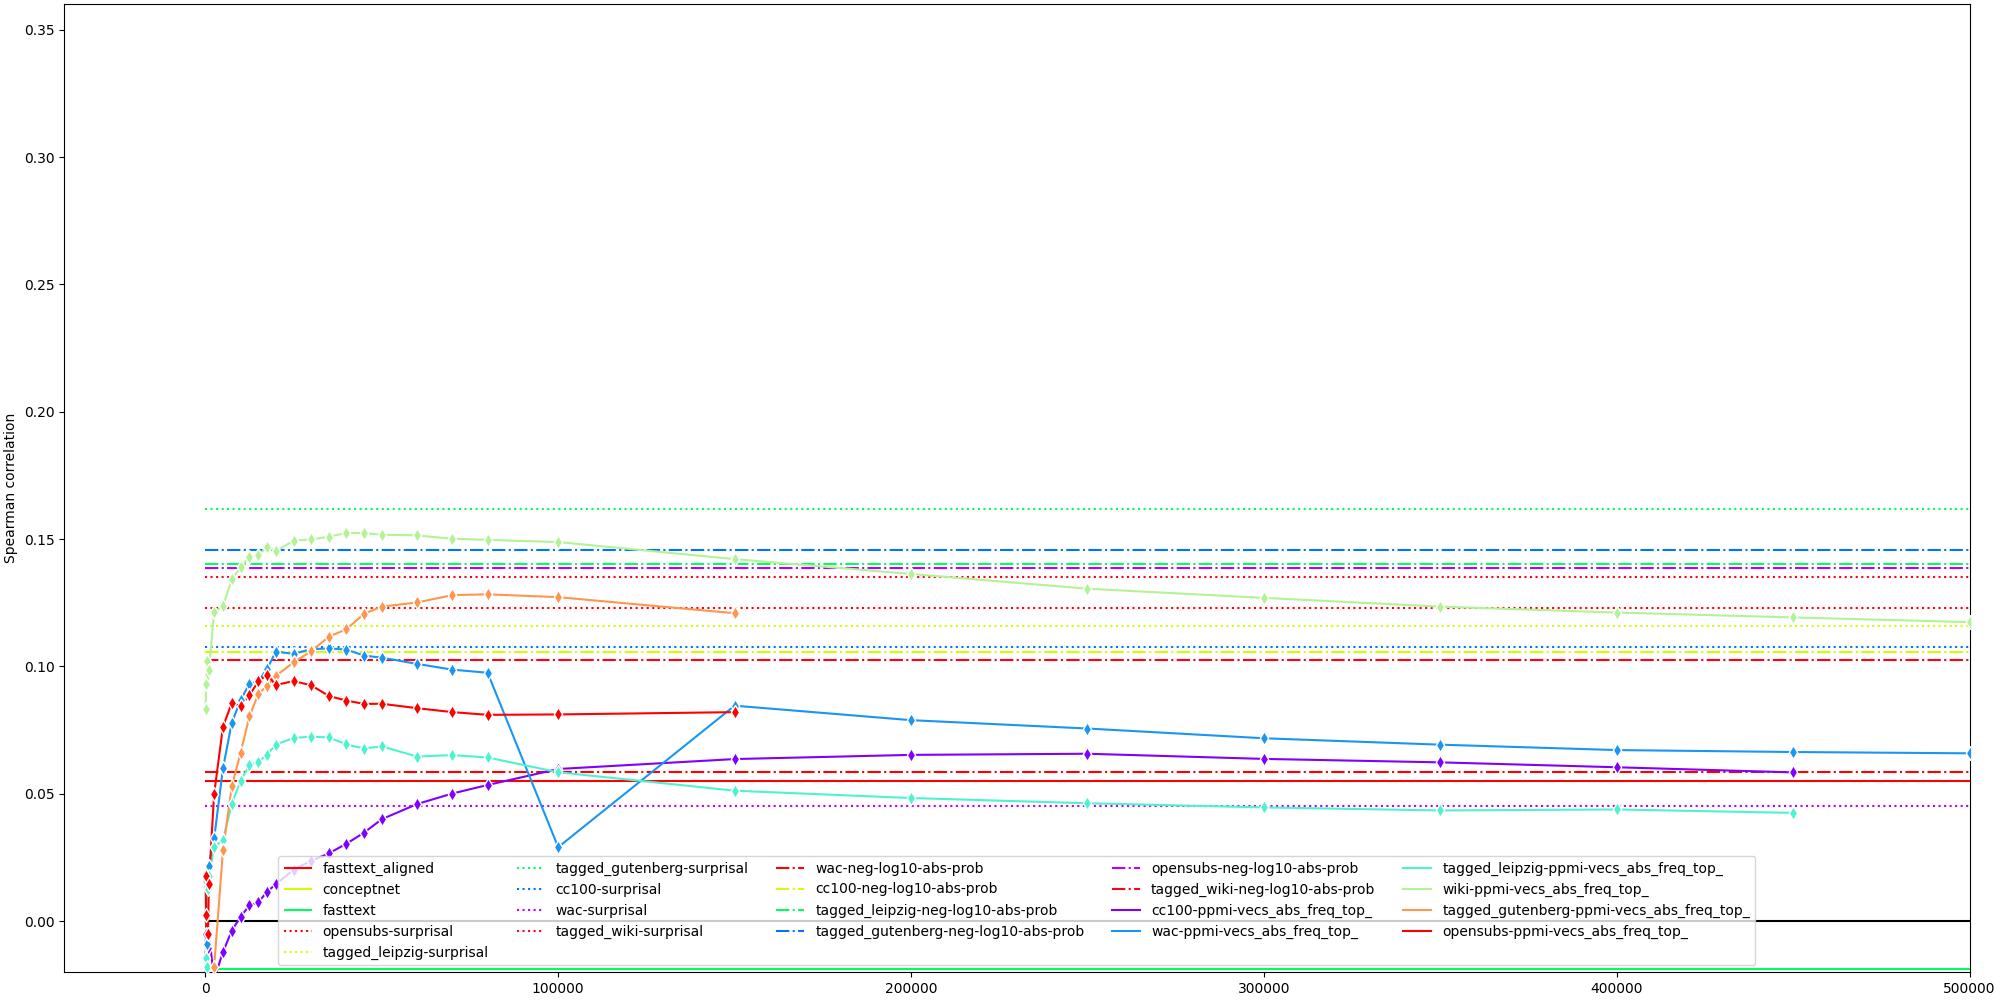 0.35
0.30
0.25
0.20
0.15
0.10
0.05
0.00
Spearman correlation
fasttext_aligned
conceptnet
fasttext
opensubs-surprisal
tagged_leipzig-surprisal
tagged_gutenberg-surprisal
cc100-surprisal
wac-surprisal
tagged_wiki-surprisal
wac-neg-log10-abs-prob
cc100-neg-log10-abs-prob
tagged_leipzig-neg-log10-abs-prob
tagged_gutenberg-neg-log10-abs-prob
opensubs-neg-log10-abs-prob
tagged_wiki-neg-log10-abs-prob
cc100-ppmi-vecs_abs_freq_top_
wac-ppmi-vecs_abs_freq_top_
tagged_leipzig-ppmi-vecs_abs_freq_top_
wiki-ppmi-vecs_abs_freq_top_
tagged_gutenberg-ppmi-vecs_abs_freq_top_
opensubs-ppmi-vecs_abs_freq_top_
0
100000
200000
300000
400000
500000